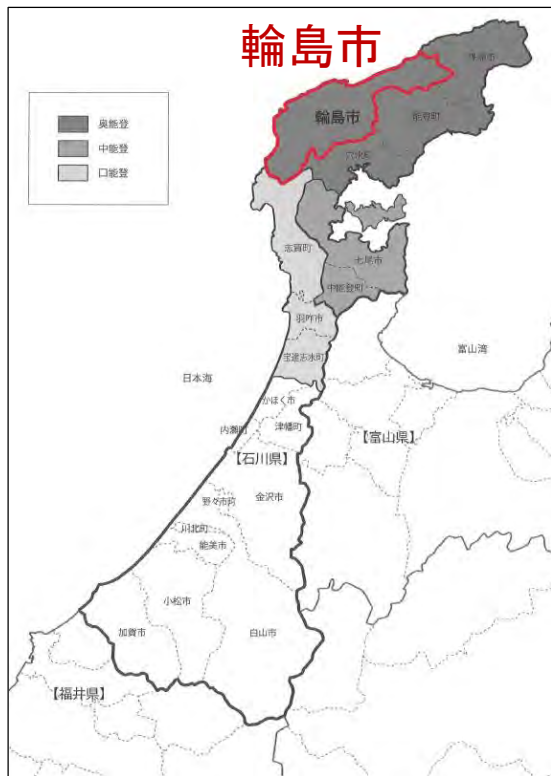 輪島市
珠洲市
奥能登
中能登
口能登
輪島市
能登町
穴水町
志賀町
七尾市
中能登町
羽咋市
宝達志水町
富山湾
日本海
かほく市
内灘町
津幡町
【富山県】
【石川県】
野々市町
金沢市
川北町
能美市
小松市
加賀市
白山市
【福井県】